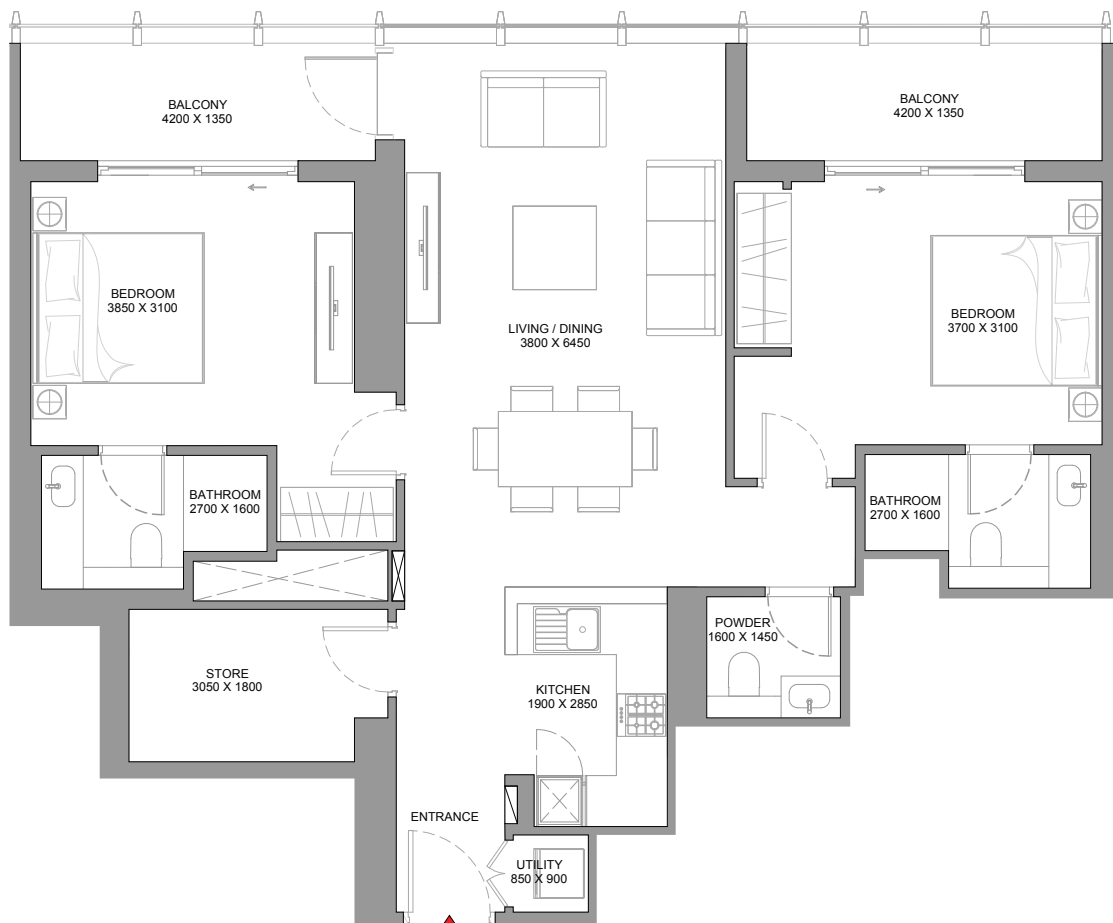 BALCONY
4200 X 1350
BALCONY
4200 X 1350
BEDROOM
3850 X 3100
LIVING / DINING
3800 X 6450
BEDROOM
3700 X 3100
BATHROOM
2700 X 1600
BATHROOM
2700 X 1600
STORE
3050 X 1800
KITCHEN
1900 X 2850
POWDER
1600 X 1450
ENTRANCE
UTILITY
850 X 900